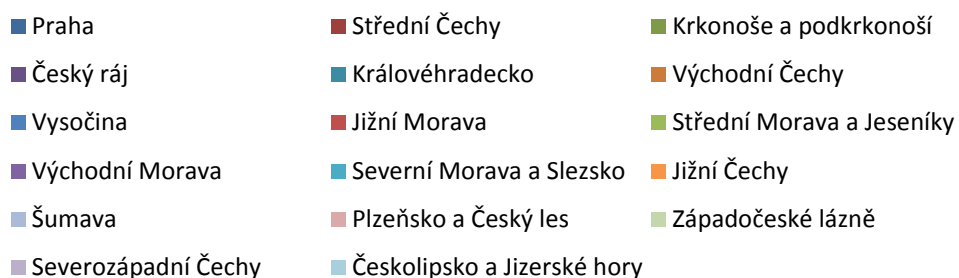 Praha Střední Čechy Krkonoše a podkrkonoší
Český ráj Královéhradecko Východní Čechy
Vysočina Jižní Morava Střední Morava a Jeseníky
Východní Morava Severní Morava a Slezsko Jižní Čechy
Šumava Plzeňsko a Český les Západočeské lázně
Severozápadní Čechy Českolipsko a Jizerské hory